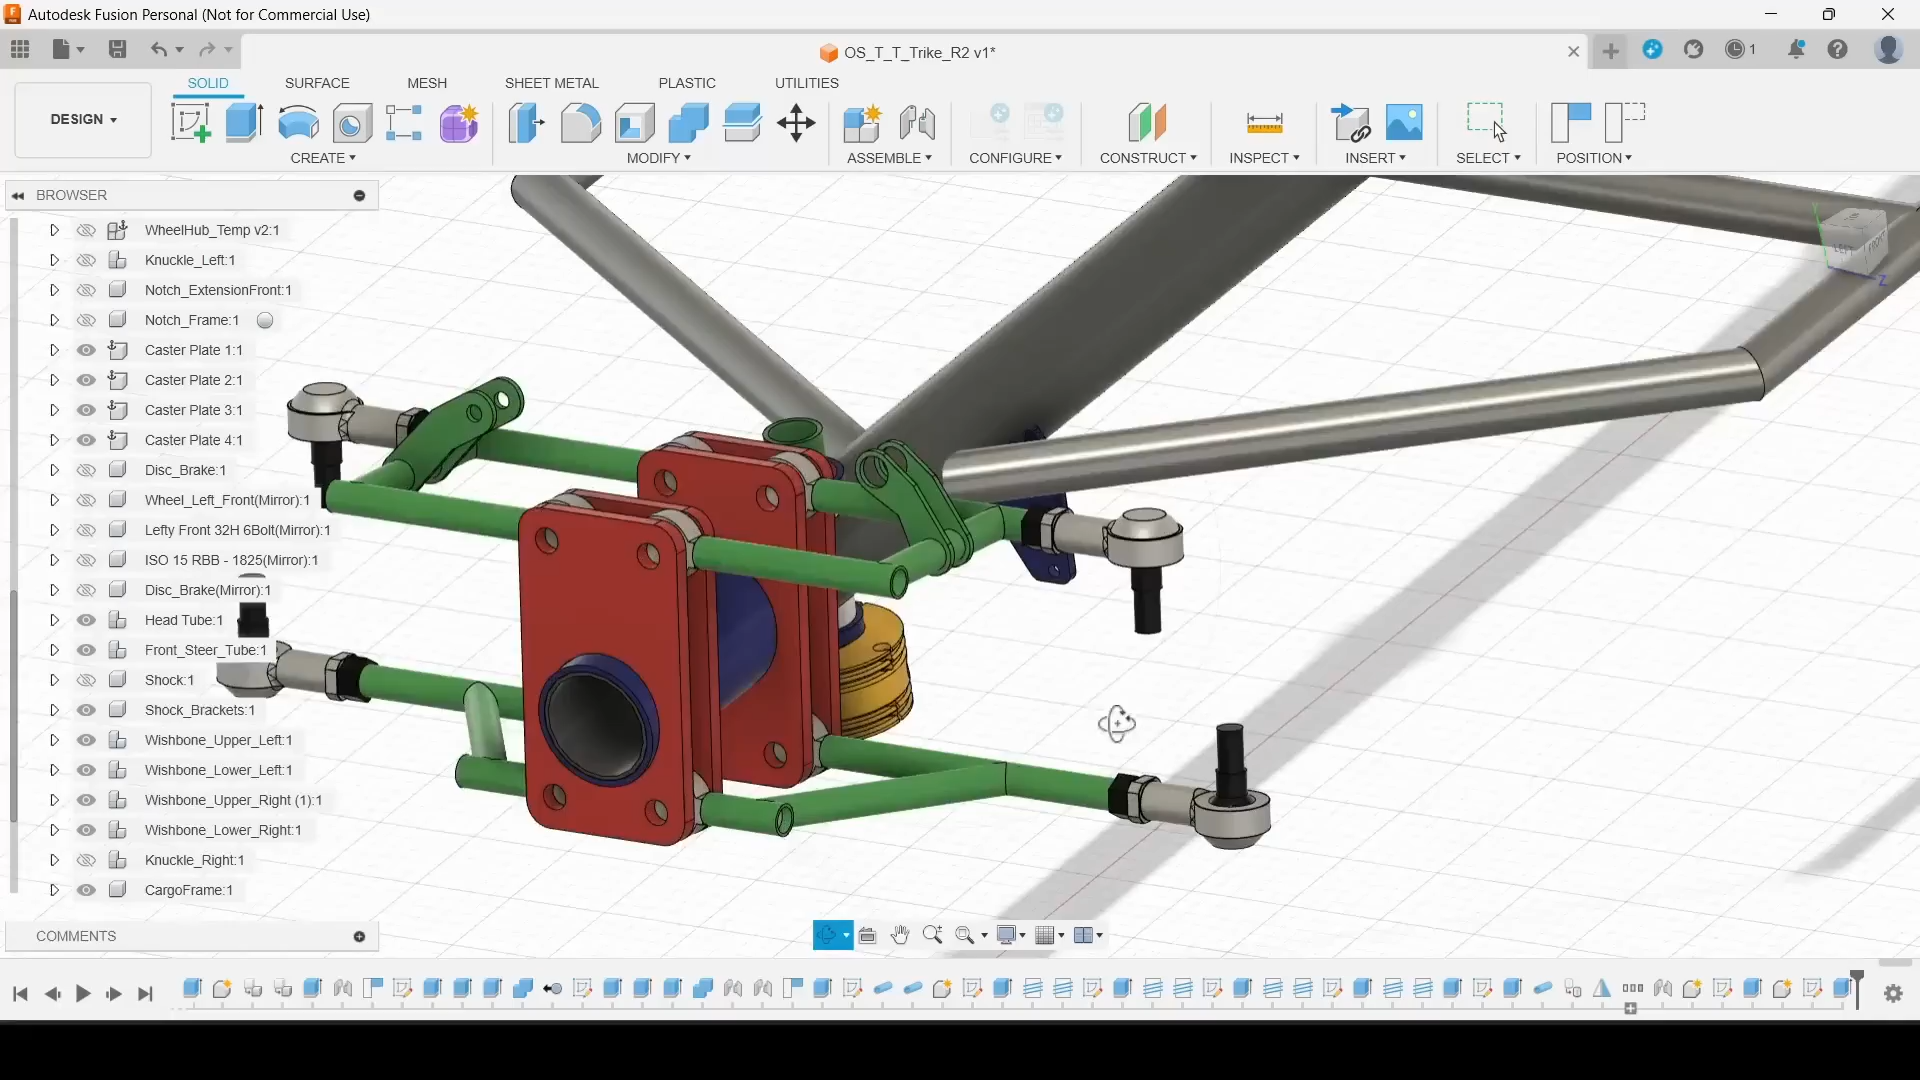 Autodesk Fusion Personal (Not for Commercial Use)
OS_T_T_Trike_R2 v1*
1
SOLID
SURFACE
MESH
SHEET METAL
PLASTIC
UTILITIES
DESIGN
CREATE
MODIFY
ASSEMBLE
CONFIGURE
CONSTRUCT
INSPECT
INSERT
SELECT
POSITION
BROWSER
WheelHub_Temp v2:1
Knuckle_Left:1
Notch_ExtensionFront:1
Notch_Frame:1
Caster Plate 1:1
Caster Plate 2:1
Caster Plate 3:1
Caster Plate 4:1
Disc_Brake:1
Wheel_Left_Front(Mirror):1
Lefty Front 32H 6Bolt(Mirror):1
ISO 15 RBB - 1825(Mirror):1
Disc_Brake(Mirror):1
Head Tube:1
Front_Steer_Tube:1
Shock:1
Shock_Brackets:1
Wishbone_Upper_Left:1
Wishbone_Lower_Left:1
Wishbone_Upper_Right (1):1
Wishbone_Lower_Right:1
Knuckle_Right:1
CargoFrame:1
COMMENTS
Y
LEFT
FRONT
Z